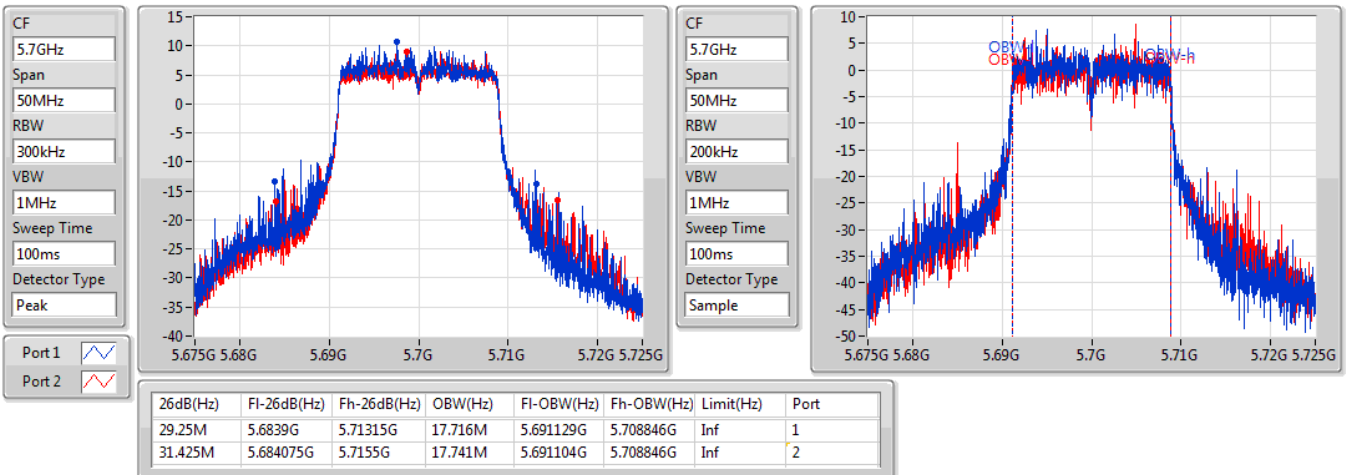 CF
5.7GHz
Span
50MHz
RBW
300kHz
VBW
1MHz
Sweep Time
100ms
Detector Type
Peak
Port 1
Port 2
15
10
5
0
-5
-10
-15
-20
-25
-30
-35
-40
5.675G 5.68G 5.69G 5.7G 5.71G 5.72G 5.725G
CF
5.7GHz
Span
50MHz
RBW
200kHz
VBW
1MHz
Sweep Time
100ms
Detector Type
Sample
10
5
0
-5
-10
-15
-20
-25
-30
-35
-40
-45
-50
OBW-h
5.675G 5.68G 5.69G 5.7G 5.71G 5.72G 5.725G
26dB(Hz) Fl-26dB(Hz) Fh-26dB(Hz) OBW(Hz) Fl-OBW(Hz) Fh-OBW(Hz) Limit(Hz) Port
29.25M 5.6839G 5.71315G 17.716M 5.691129G 5.708846G Inf 1
31.425M 5.684075G 5.7155G 17.741M 5.691104G 5.708846G Inf 2